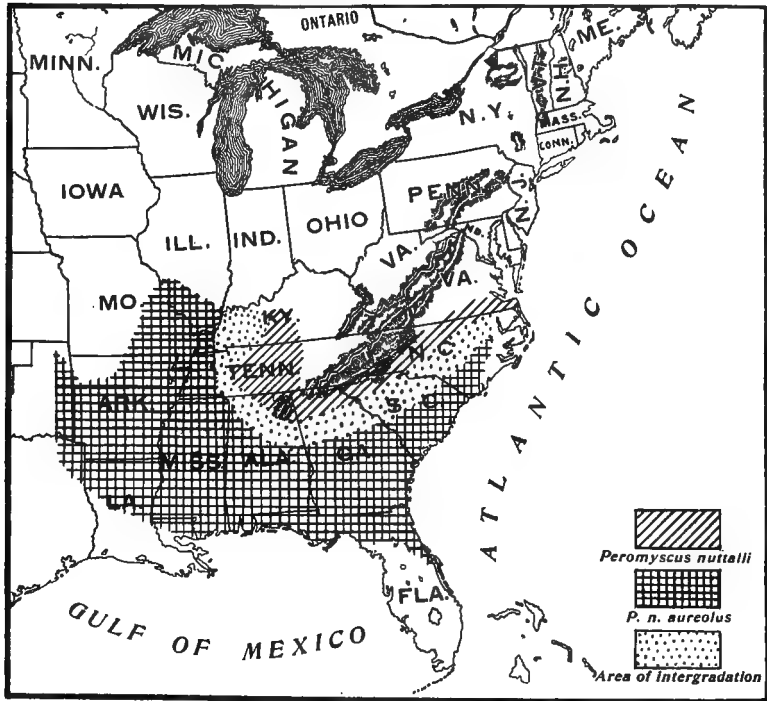 ONTARIO
ME.
MINN.
MIC
HIGAN
WIS.
N.Y.
N.H.
MASS.
CONN.
IOWA
PENN.
N.J.
OHIO
ILL.
IND.
VA.
VA.
MO.
KY.
TENN.
N.C.
ARK.
S.C.
MISS.
ALA.
GA.
LA.
FLA.
ATLANTIC OCEAN
GULF OF MEXICO
Peromyscus nuttalli
P. n. aureolus
Area of intergradation